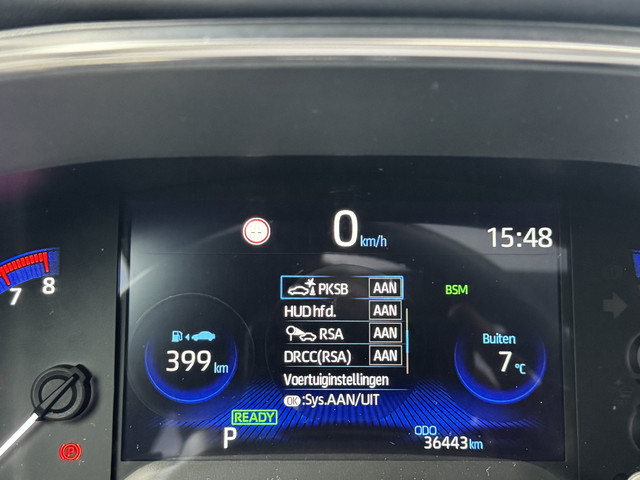 0 km/h
15:48
7 8
PKSB AAN
BSM
HUD hfd. AAN
RSA AAN
DRCC(RSA) AAN
Voertuiginstellingen
OK :Sys.AAN/UIT
399 km
Buiten
7 °C
READY
P
ODO
36443 km
P